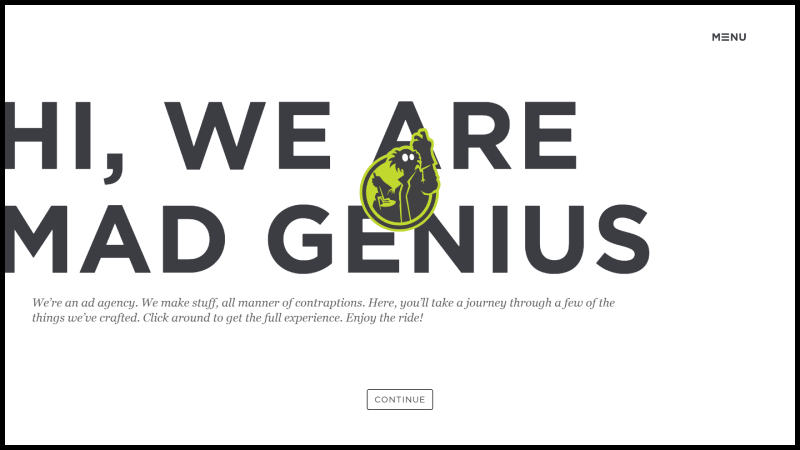 MENU
HI, WE ARE
MAD GENIUS
We're an ad agency. We make stuff, all manner of contraptions. Here, you'll take a journey through a few of the
things we've crafted. Click around to get the full experience. Enjoy the ride!
CONTINUE